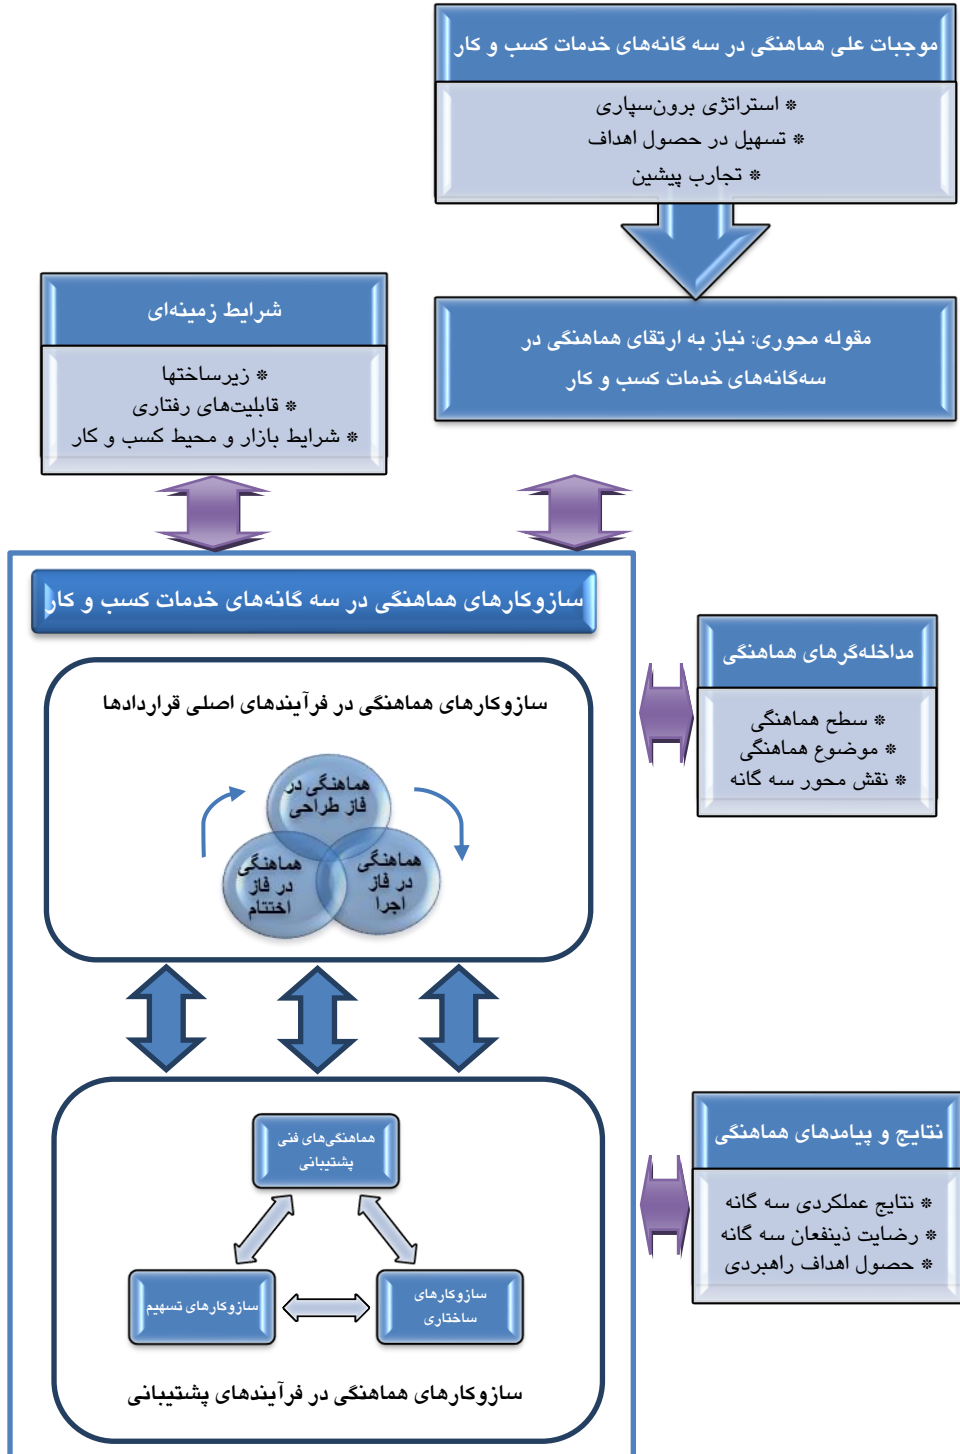 موجبات علی هماهنگی در سه گانه‌های خدمات کسب و کار
* استراتژی برون‌سپاری
* تسهیل در حصول اهداف
* تجارب پیشین
مقوله محوری: نیاز به ارتقای هماهنگی در
سه‌گانه‌های خدمات کسب و کار
شرایط زمینه‌ای
* زیرساختها
* قابلیت‌های رفتاری
* شرایط بازار و محیط کسب و کار
سازوکارهای هماهنگی در سه گانه‌های خدمات کسب و کار
مداخله‌گرهای هماهنگی
* سطح هماهنگی
* موضوع هماهنگی
* نقش محور سه گانه
سازوکارهای هماهنگی در فرآیندهای اصلی قراردادها
هماهنگی در
فاز طراحی
هماهنگی
در فاز
اجرا
هماهنگی
در فاز
اختتام
نتایج و پیامدهای هماهنگی
* نتایج عملکردی سه گانه
* رضایت ذینفعان سه گانه
* حصول اهداف راهبردی
هماهنگی‌های فنی
پشتیبانی
سازوکارهای
ساختاری
سازوکارهای تسهیم
سازوکارهای هماهنگی در فرآیندهای پشتیبانی